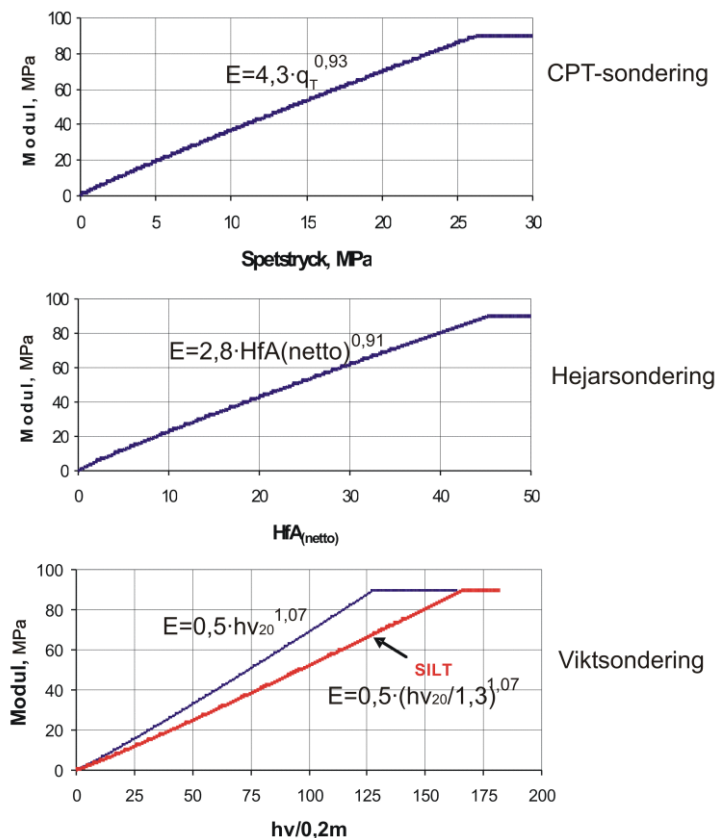 100
80
60
40
20
0
Modul, MPa
E=4,3·q_T^0,93
CPT-sondering
0 5 10 15 20 25 30
Spetstryck, MPa
100
80
60
40
20
0
Modul, MPa
E=2,8·HfA(netto)^0,91
Hejarsondering
0 10 20 30 40 50
HfA(netto)
100
80
60
40
20
0
Modul, MPa
E=0,5·hv20^1,07
SILT
E=0,5·(hv20/1,3)^1,07
Viktsondering
0 25 50 75 100 125 150 175 200
hv/0,2m